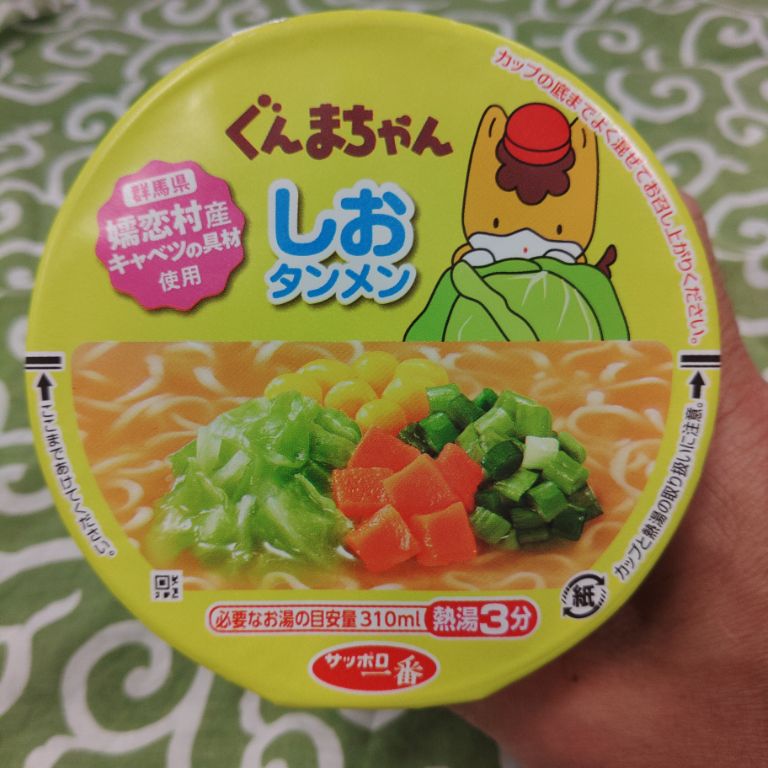 ぐんまちゃん
カップの底までよく混ぜてお召し上がりください。
群馬県
嬬恋村産
キャベツの具材
使用
しお
タンメン
ここまであけてください。
カップと熱湯の取り扱いに注意。
紙
必要なお湯の目安量310ml
熱湯3分
サッポロ
一番